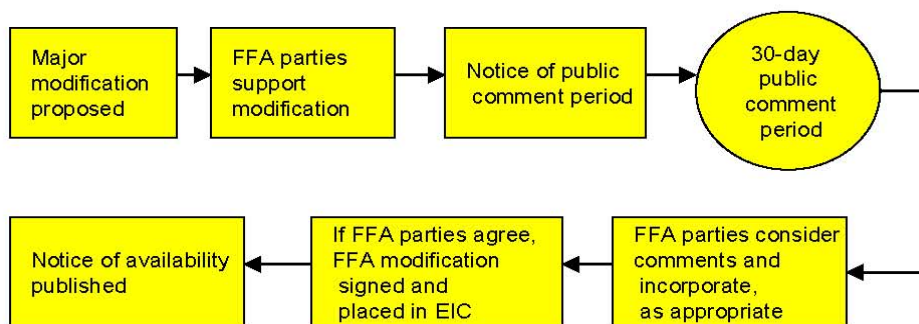 Major
modification
proposed
FFA parties
support
modification
Notice of public
comment period
30-day
public
comment
period
FFA parties consider
comments and
incorporate,
as appropriate
If FFA parties agree,
FFA modification
signed and
placed in EIC
Notice of availability
published